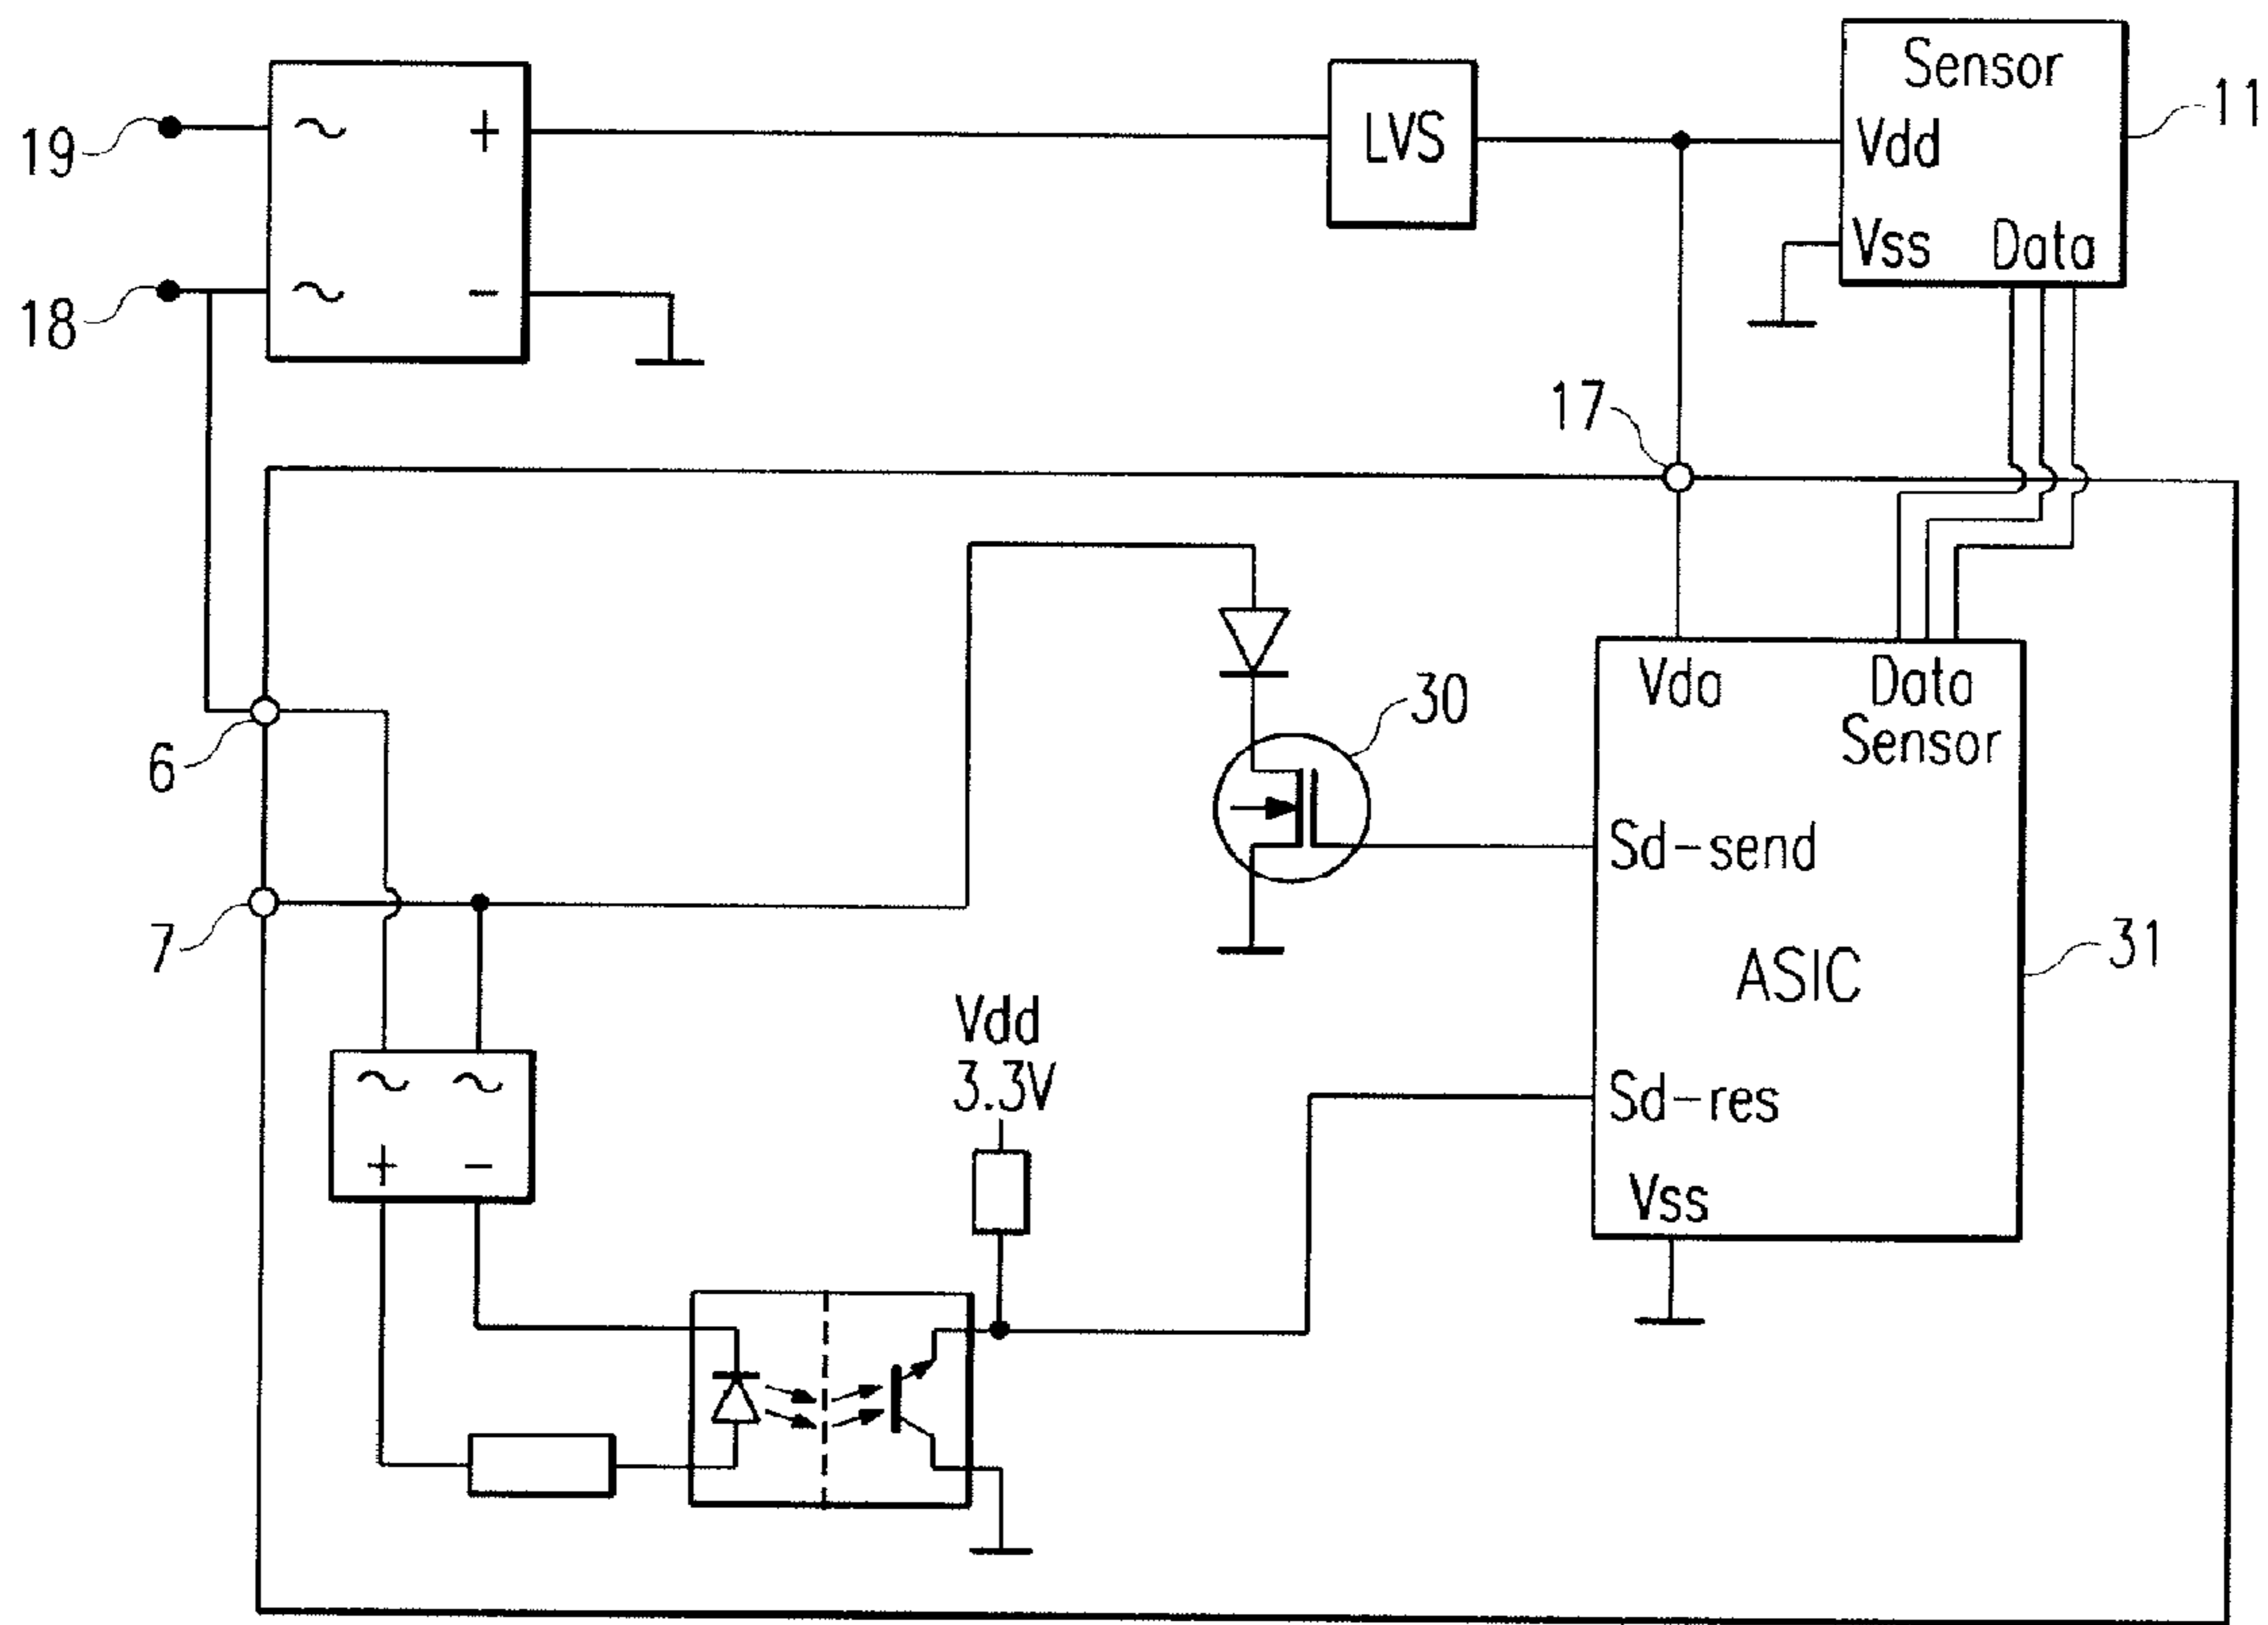 Sensor
11
19
~ +
LVS
Vdd
18
~ -
Vss Data
17
6
30
Vda Data
Sensor
Sd-send
7
31
ASIC
Vdd
3.3V
~ ~
Sd-res
+ -
Vss